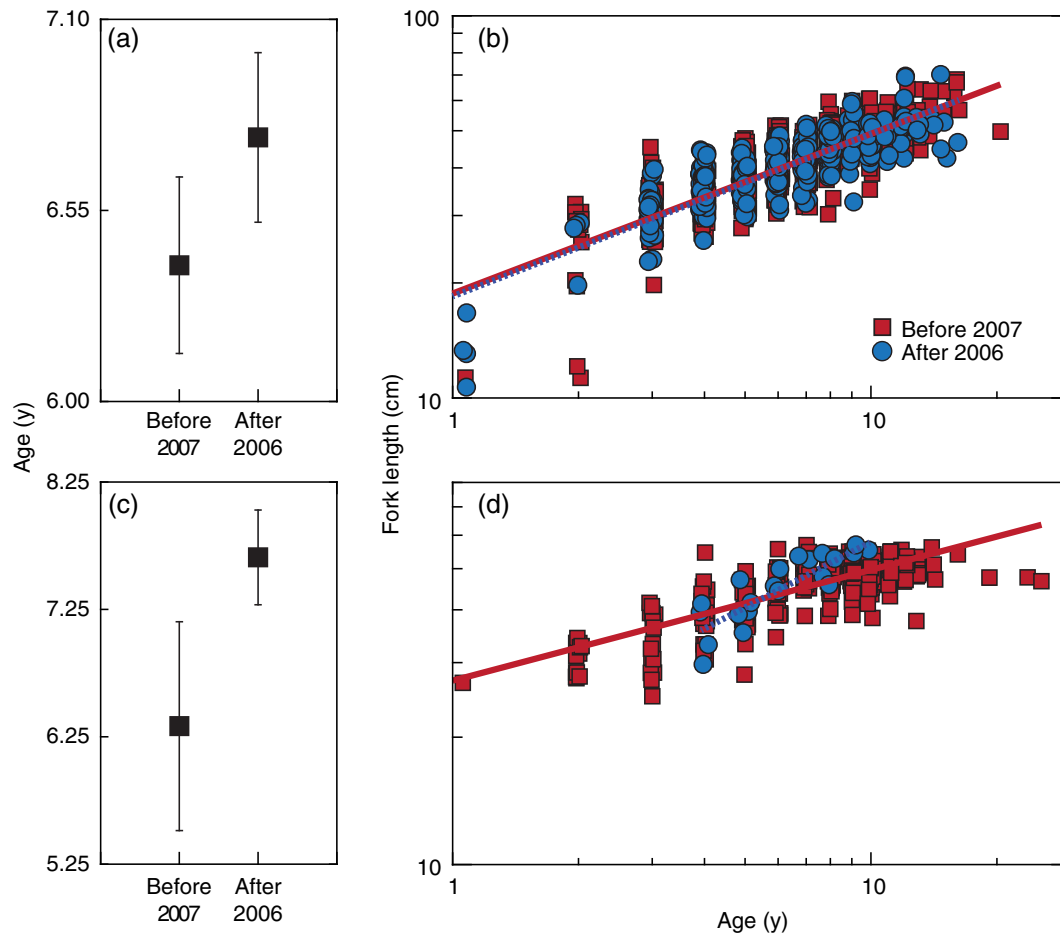 (a)
7.10
6.55
6.00
Before
2007
After
2006
Age (y)
(b)
100
10
1
10
Before 2007
After 2006
Fork length (cm)
(c)
8.25
7.25
6.25
5.25
Before
2007
After
2006
(d)
10
1
10
Age (y)